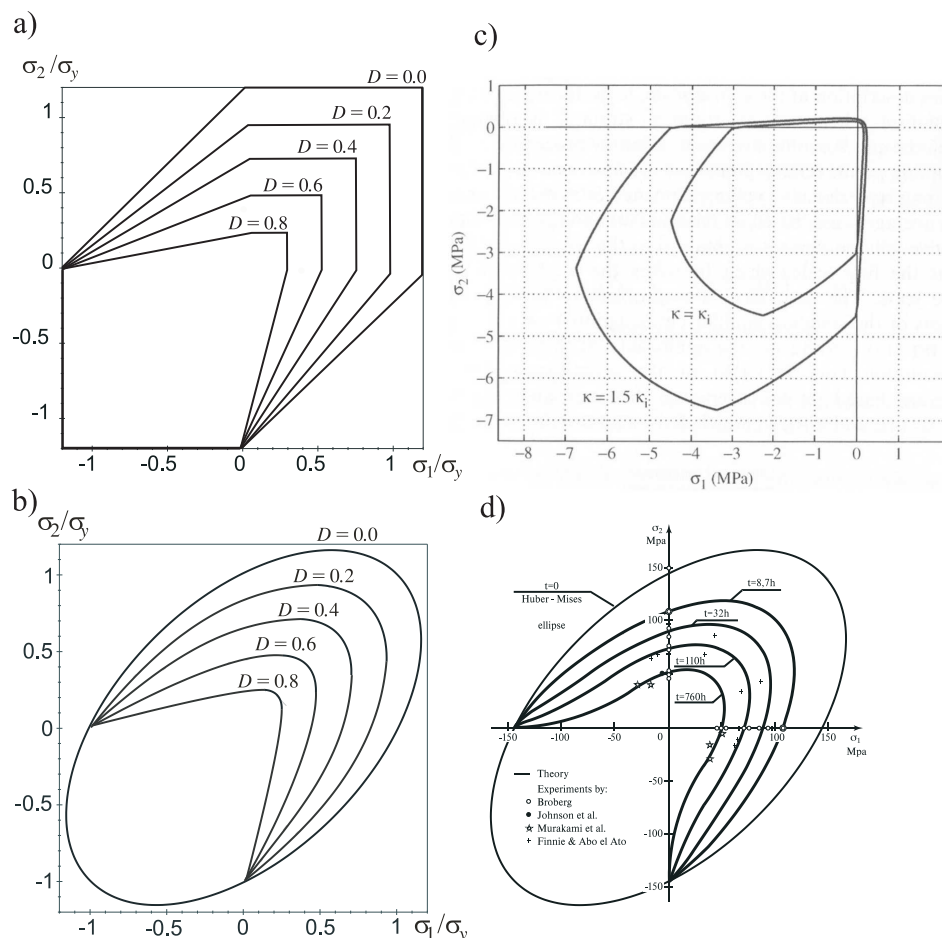 a)
σ2/σy
D = 0.0
D = 0.2
D = 0.4
D = 0.6
D = 0.8
1
0.5
0
-0.5
-1
-1 -0.5 0 0.5 1
σ1/σy
c)
1
0
−1
−2
−3
−4
−5
−6
−7
σ2 (MPa)
κ = κi
κ = 1.5 κi
−8 −7 −6 −5 −4 −3 −2 −1 0 1
σ1 (MPa)
b)
σ2/σy
D = 0.0
D = 0.2
D = 0.4
D = 0.6
D = 0.8
1
0.5
0
-0.5
-1
-1 -0.5 0 0.5 1
σ1/σy
d)
σ2
Mpa
150
100
50
t=0
Huber - Mises
ellipse
t=8,7h
t=32h
t=110h
t=760h
-150 -100 -50 0 50 100 150
σ1
Mpa
-50
-100
-150
Theory
Experiments by:
Broberg
Johnson et al.
Murakami et al.
Finnie & Abo el Ato